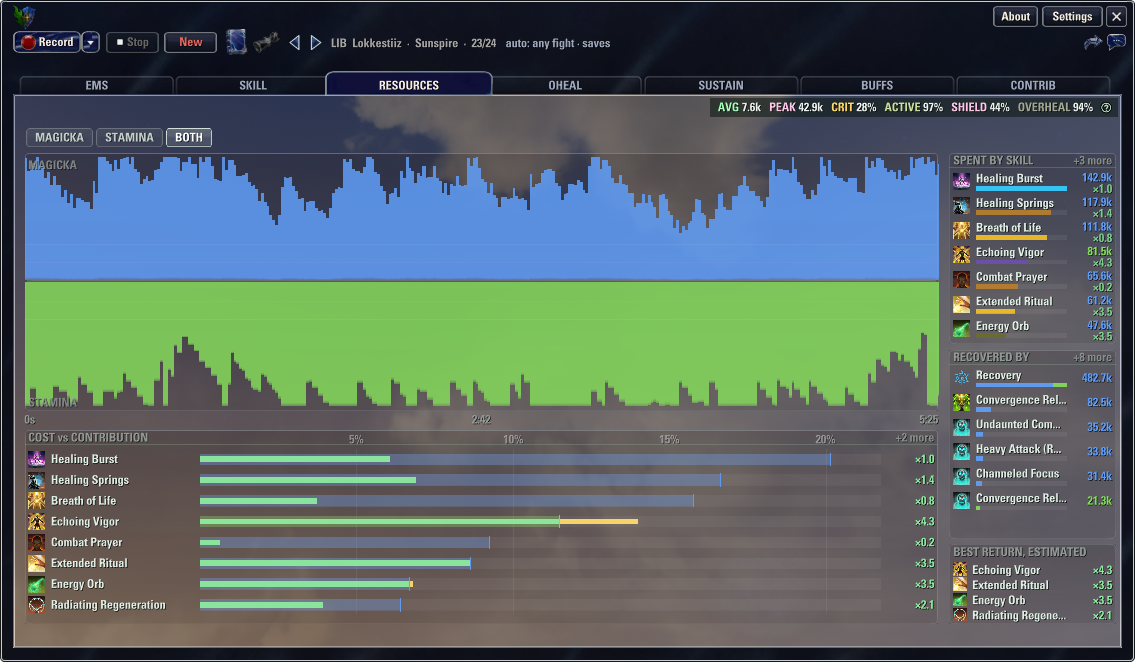 About
Settings
Record
Stop
New
LIB Lokkestiiz · Sunspire · 23/24 auto: any fight · saves
EMS
SKILL
RESOURCES
OHEAL
SUSTAIN
BUFFS
CONTRIB
AVG 7.6k PEAK 42.9k CRIT 28% ACTIVE 97% SHIELD 44% OVERHEAL 94% ?
MAGICKA
STAMINA
BOTH
MAGICKA
STAMINA
0s
2:42
5:25
SPENT BY SKILL +3 more
Healing Burst 142.9k
×1.0
Healing Springs 117.9k
×1.4
Breath of Life 111.8k
×0.8
Echoing Vigor 81.5k
×4.3
Combat Prayer 65.6k
×0.2
Extended Ritual 61.2k
×3.5
Energy Orb 47.6k
×3.5
RECOVERED BY +8 more
Recovery 482.7k
Convergence Rel... 82.5k
Undaunted Com... 35.2k
Heavy Attack (R... 33.8k
Channeled Focus 31.4k
Convergence Rel... 21.3k
COST vs CONTRIBUTION 5% 10% 15% 20% +2 more
Healing Burst ×1.0
Healing Springs ×1.4
Breath of Life ×0.8
Echoing Vigor ×4.3
Combat Prayer ×0.2
Extended Ritual ×3.5
Energy Orb ×3.5
Radiating Regeneration ×2.1
BEST RETURN, ESTIMATED
Echoing Vigor ×4.3
Extended Ritual ×3.5
Energy Orb ×3.5
Radiating Regene... ×2.1